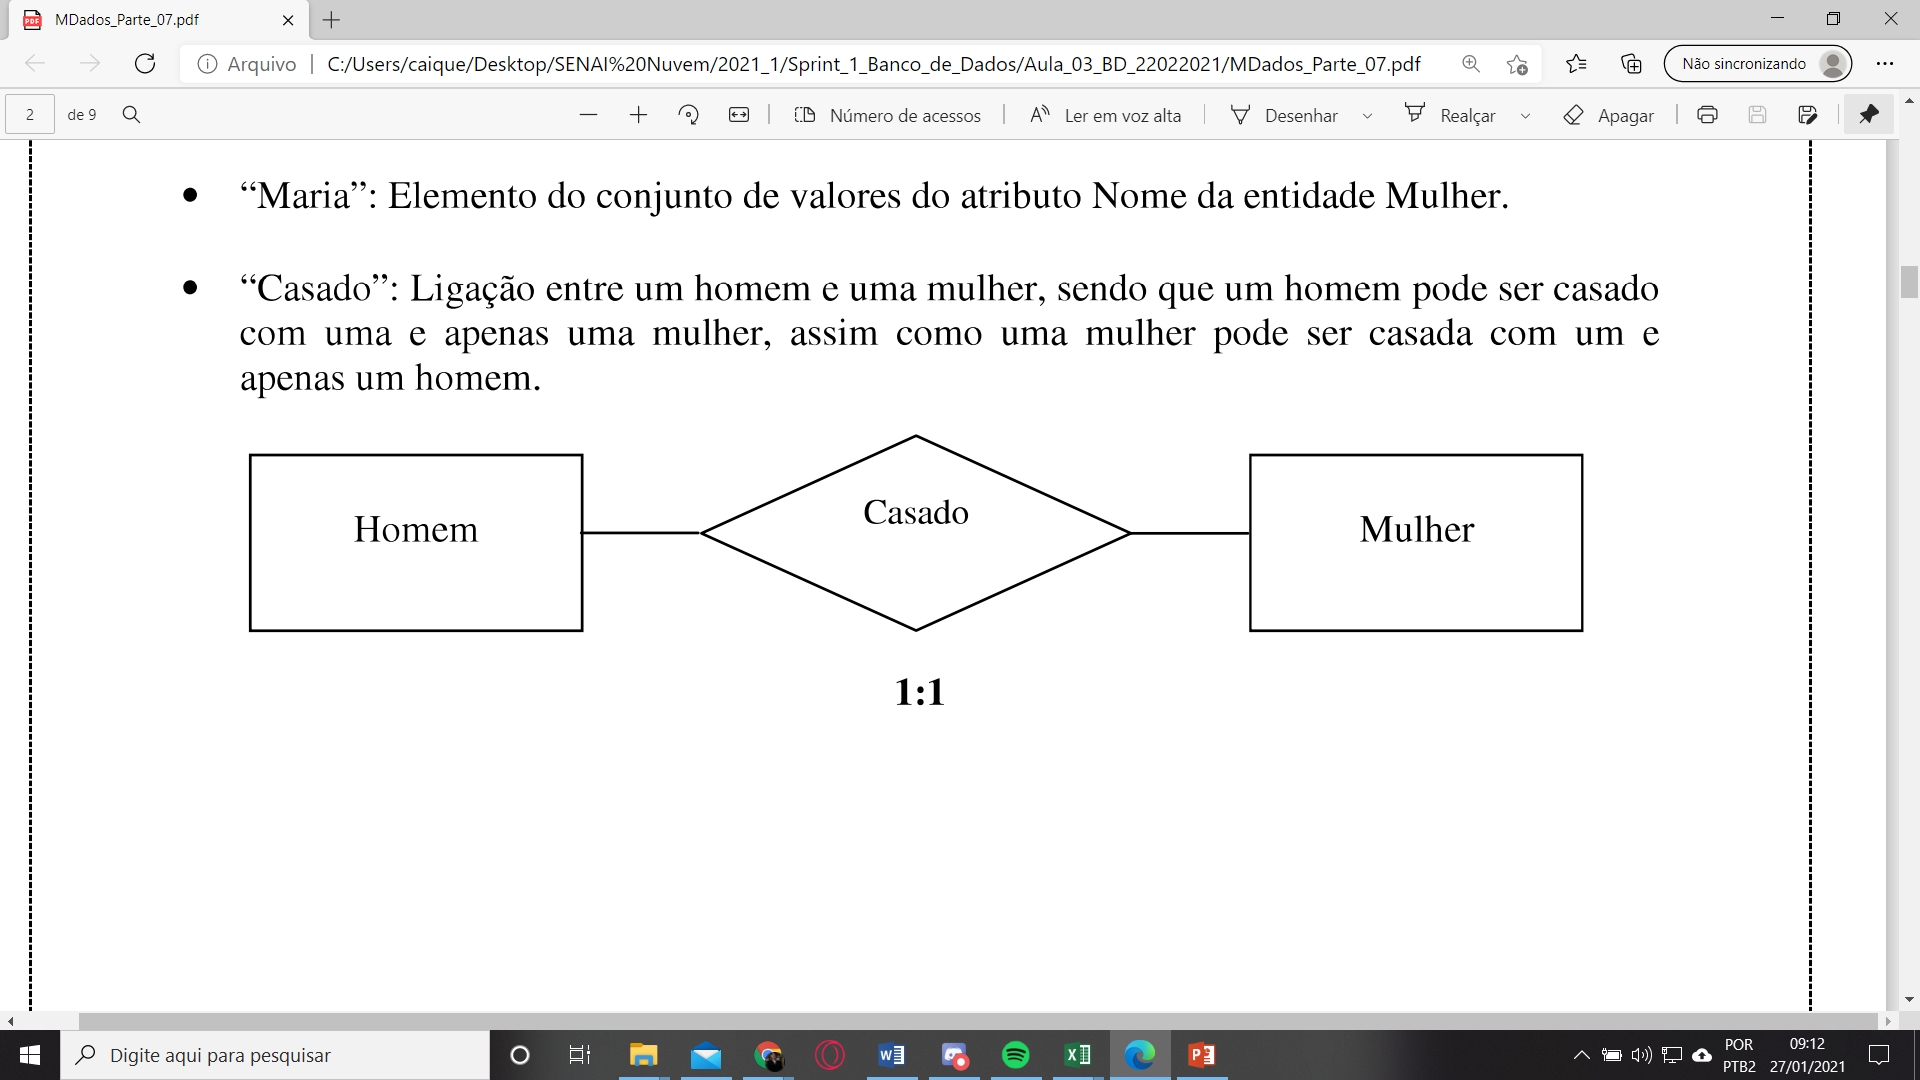 MDados_Parte_07.pdf
Arquivo
C:/Users/caique/Desktop/SENAI%20Nuvem/2021_1/Sprint_1_Banco_de_Dados/Aula_03_BD_22022021/MDados_Parte_07.pdf
Não sincronizando
2 de 9
Número de acessos
Ler em voz alta
Desenhar
Realçar
Apagar
• “Maria”: Elemento do conjunto de valores do atributo Nome da entidade Mulher.
• “Casado”: Ligação entre um homem e uma mulher, sendo que um homem pode ser casado
com uma e apenas uma mulher, assim como uma mulher pode ser casada com um e
apenas um homem.
Homem
Casado
Mulher
1:1
Digite aqui para pesquisar
POR
PTB2
09:12
27/01/2021